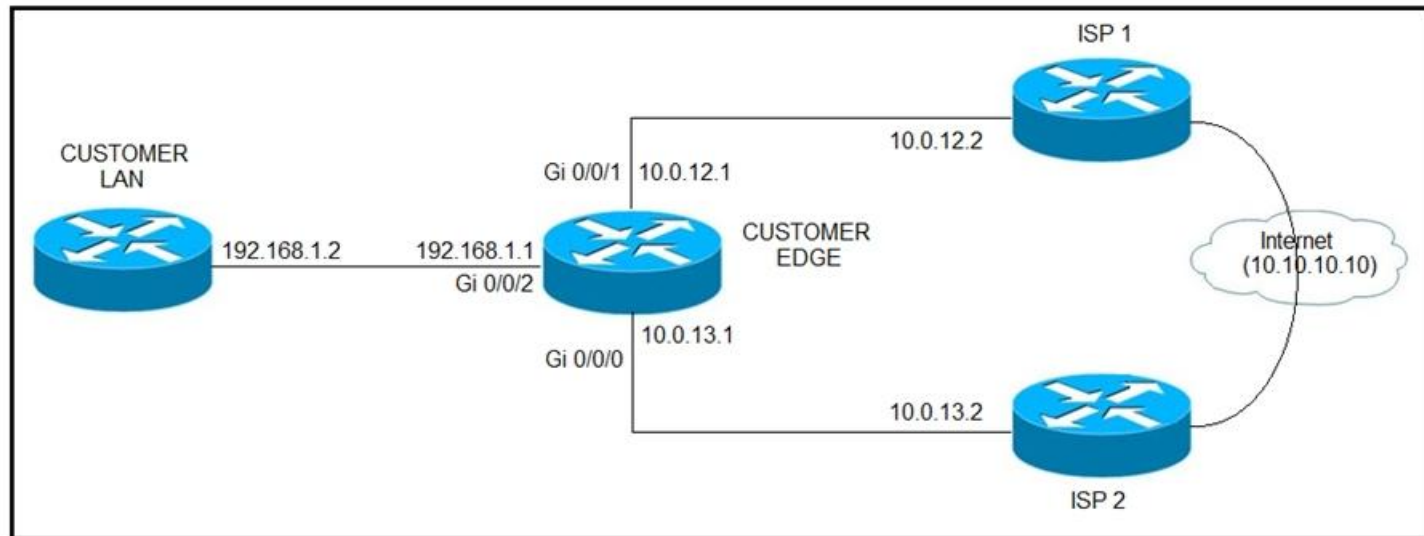 ISP 1
10.0.12.2
Gi 0/0/1 10.0.12.1
CUSTOMER
LAN
192.168.1.2
192.168.1.1
Gi 0/0/2
CUSTOMER
EDGE
Internet
(10.10.10.10)
10.0.13.1
Gi 0/0/0
10.0.13.2
ISP 2